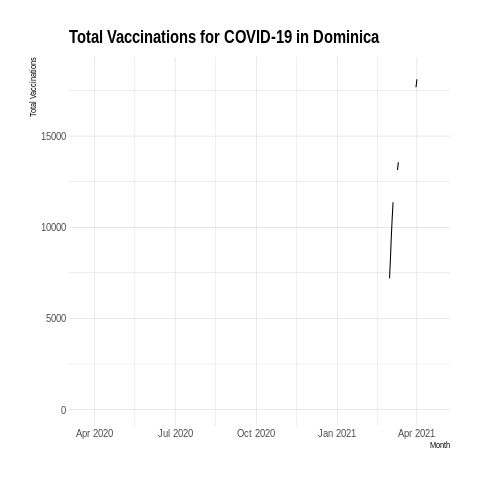 Total Vaccinations for COVID-19 in Dominica
Total Vaccinations
15000
10000
5000
0
Apr 2020 Jul 2020 Oct 2020 Jan 2021 Apr 2021
Month